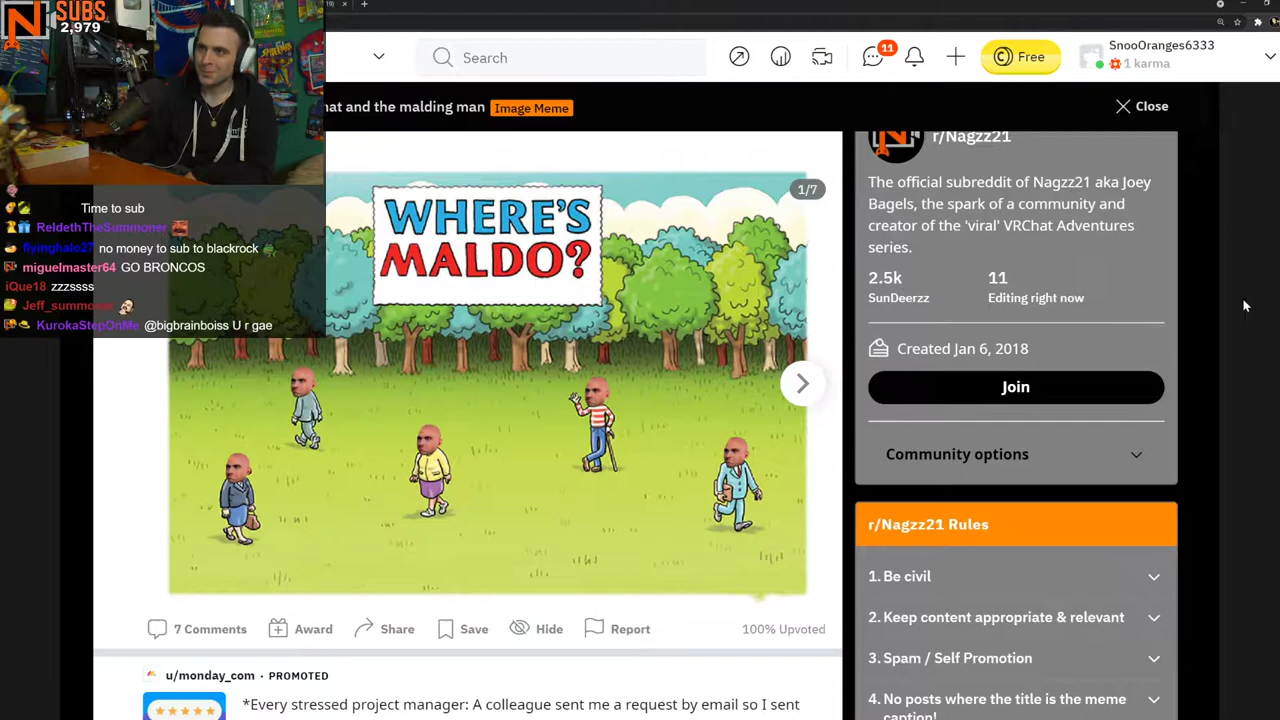 SUBS
2,979
Search
11
Free
SnooOranges6333
1 karma
hat and the malding man Image Meme
Close
Time to sub
ReldethTheSummoner
flyinghalo27 no money to sub to blackrock
miguelmaster64 GO BRONCOS
iQue18 zzzssss
KurokaStepOnMe @bigbrainboiss U r gae
WHERE'S
MALDO?
1/7
r/Nagzz21
The official subreddit of Nagzz21 aka Joey
Bagels, the spark of a community and
creator of the 'viral' VRChat Adventures
series.
2.5k 11
SunDeerzz Editing right now
Created Jan 6, 2018
Join
Community options
r/Nagzz21 Rules
1. Be civil
2. Keep content appropriate & relevant
3. Spam / Self Promotion
4. No posts where the title is the meme
caption!
7 Comments Award Share Save Hide Report 100% Upvoted
u/monday_com · PROMOTED
*Every stressed project manager: A colleague sent me a request by email so I sent